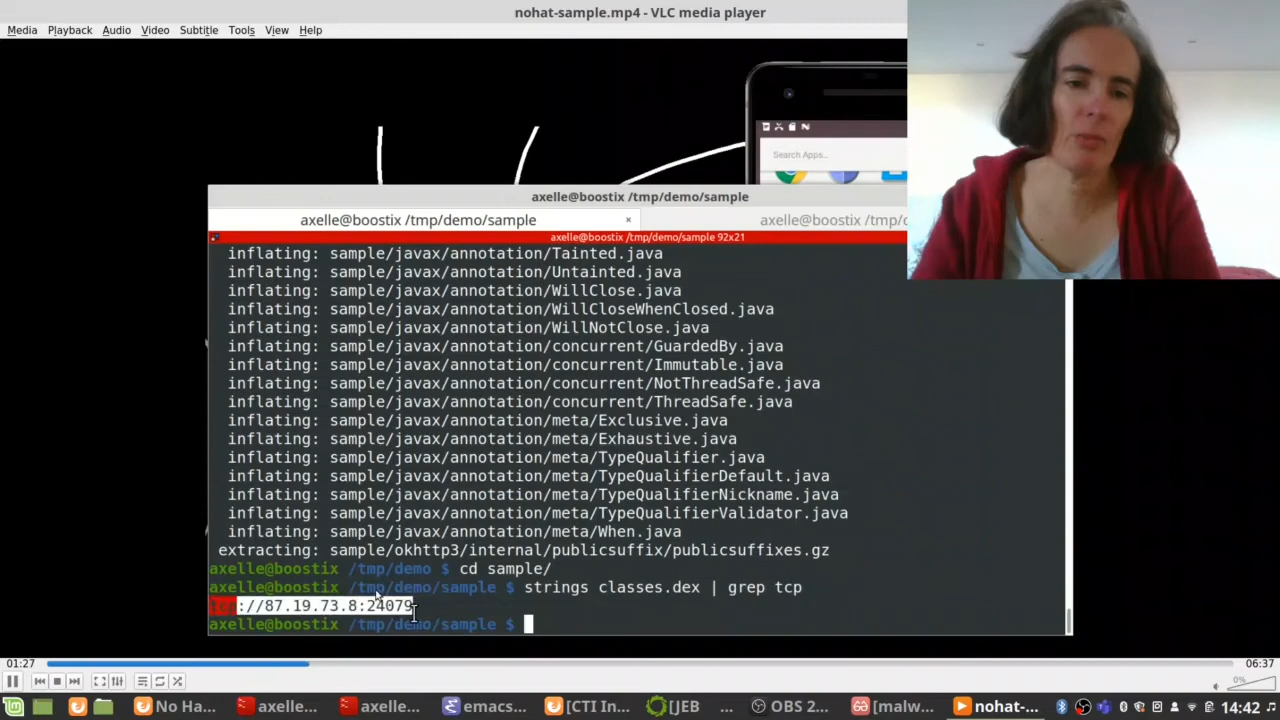 nohat-sample.mp4 - VLC media player
Media Playback Audio Video Subtitle Tools View Help
Search Apps..
axelle@boostix /tmp/demo/sample
axelle@boostix /tmp/demo/sample × axelle@boostix /tmp/d
axelle@boostix /tmp/demo/sample 92x21
inflating: sample/javax/annotation/Tainted.java
inflating: sample/javax/annotation/Untainted.java
inflating: sample/javax/annotation/WillClose.java
inflating: sample/javax/annotation/WillCloseWhenClosed.java
inflating: sample/javax/annotation/WillNotClose.java
inflating: sample/javax/annotation/concurrent/GuardedBy.java
inflating: sample/javax/annotation/concurrent/Immutable.java
inflating: sample/javax/annotation/concurrent/NotThreadSafe.java
inflating: sample/javax/annotation/concurrent/ThreadSafe.java
inflating: sample/javax/annotation/meta/Exclusive.java
inflating: sample/javax/annotation/meta/Exhaustive.java
inflating: sample/javax/annotation/meta/TypeQualifier.java
inflating: sample/javax/annotation/meta/TypeQualifierDefault.java
inflating: sample/javax/annotation/meta/TypeQualifierNickname.java
inflating: sample/javax/annotation/meta/TypeQualifierValidator.java
inflating: sample/javax/annotation/meta/When.java
extracting: sample/okhttp3/internal/publicsuffix/publicsuffixes.gz
axelle@boostix /tmp/demo $ cd sample/
axelle@boostix /tmp/demo/sample $ strings classes.dex | grep tcp
tcp://87.19.73.8:24079
axelle@boostix /tmp/demo/sample $
01:27 06:37
0%
No Ha... axelle... axelle... emacs... [CTI In... [JEB ... OBS 2... [malw... nohat-... 14:42